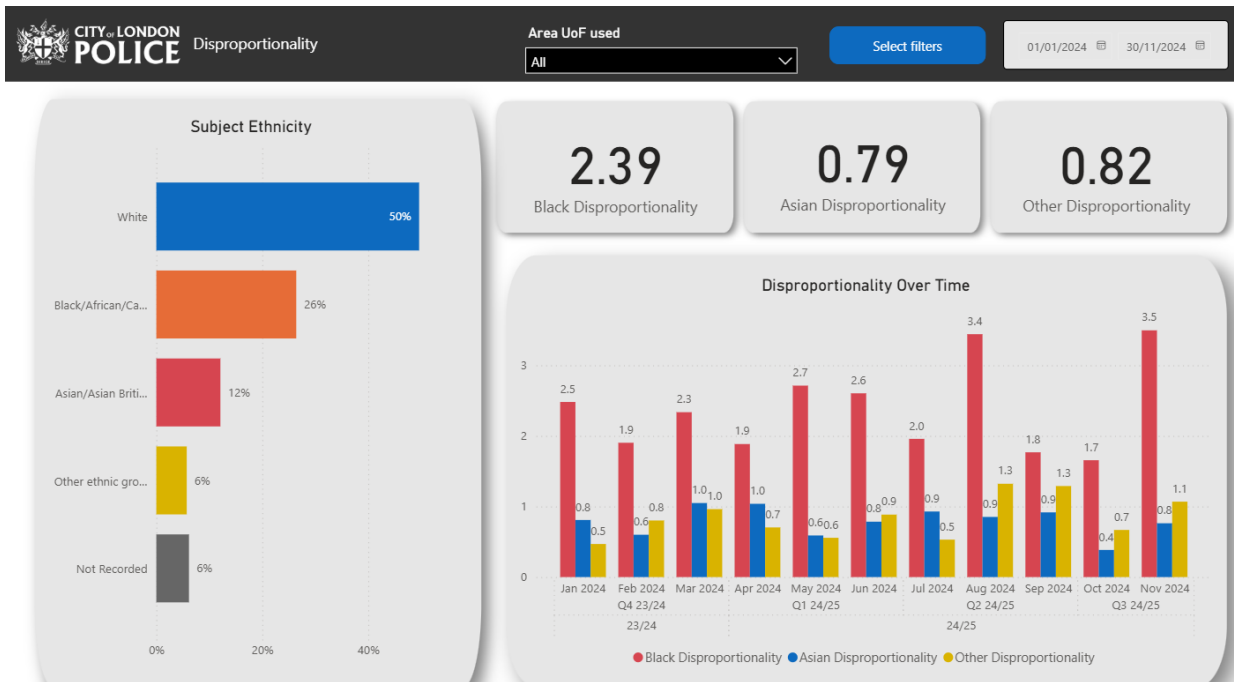 CITY OF LONDON
POLICE
Disproportionality
Area UoF used
All
Select filters
01/01/2024
30/11/2024
Subject Ethnicity
White
50%
Black/African/Ca...
26%
Asian/Asian Briti...
12%
Other ethnic gro...
6%
Not Recorded
6%
0%
20%
40%
2.39
Black Disproportionality
0.79
Asian Disproportionality
0.82
Other Disproportionality
Disproportionality Over Time
3
2
1
0
2.5
0.8
0.5
1.9
0.6
0.8
2.3
1.0
1.0
1.9
1.0
0.7
2.7
0.6
0.6
2.6
0.8
0.9
2.0
0.9
0.5
3.4
0.9
1.3
1.8
0.9
1.3
1.7
0.4
0.7
3.5
0.8
1.1
Jan 2024 Feb 2024 Mar 2024 Apr 2024 May 2024 Jun 2024 Jul 2024 Aug 2024 Sep 2024 Oct 2024 Nov 2024
Q4 23/24 Q1 24/25 Q2 24/25 Q3 24/25
23/24 24/25
Black Disproportionality Asian Disproportionality Other Disproportionality